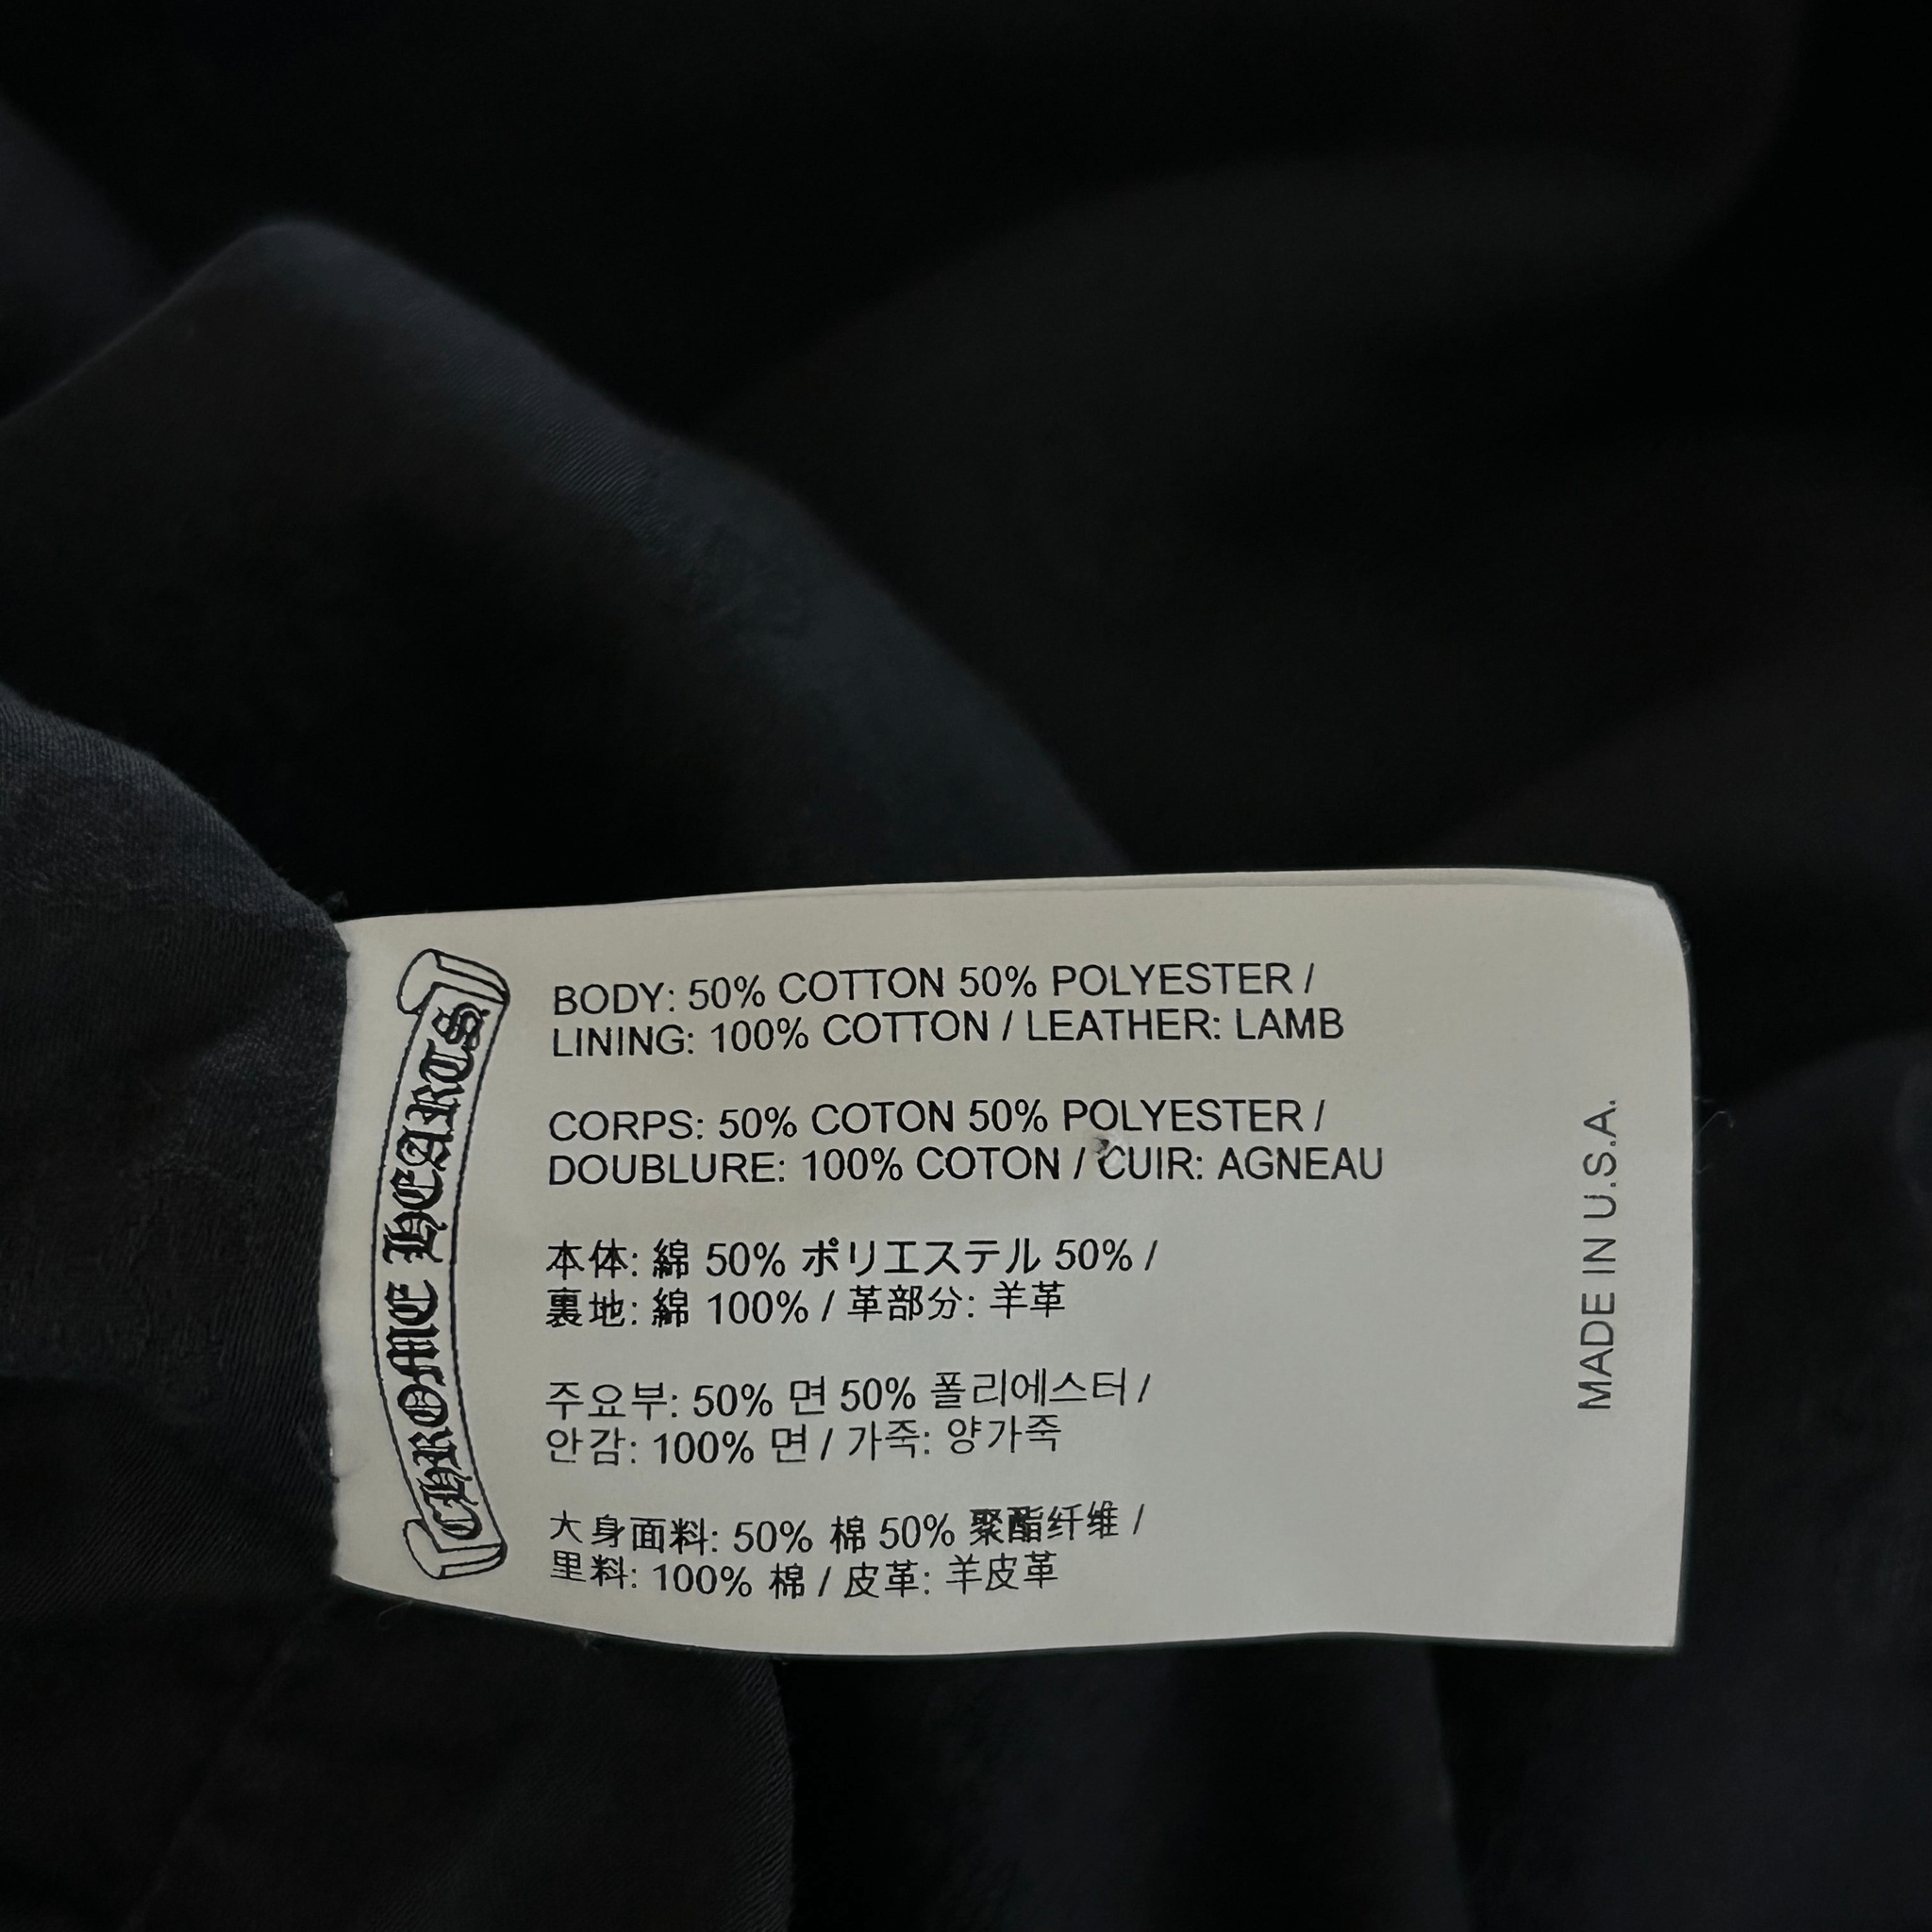 CHROME HEARTS
BODY: 50% COTTON 50% POLYESTER /
LINING: 100% COTTON / LEATHER: LAMB
CORPS: 50% COTON 50% POLYESTER /
DOUBLURE: 100% COTON / CUIR: AGNEAU
本体: 綿 50% ポリエステル 50% /
裏地: 綿 100% / 革部分: 羊革
주요부: 50% 면 50% 폴리에스터 /
안감: 100% 면 / 가죽: 양가죽
大身面料: 50% 棉 50% 聚酯纤维 /
里料: 100% 棉 / 皮革: 羊皮革
MADE IN U.S.A.